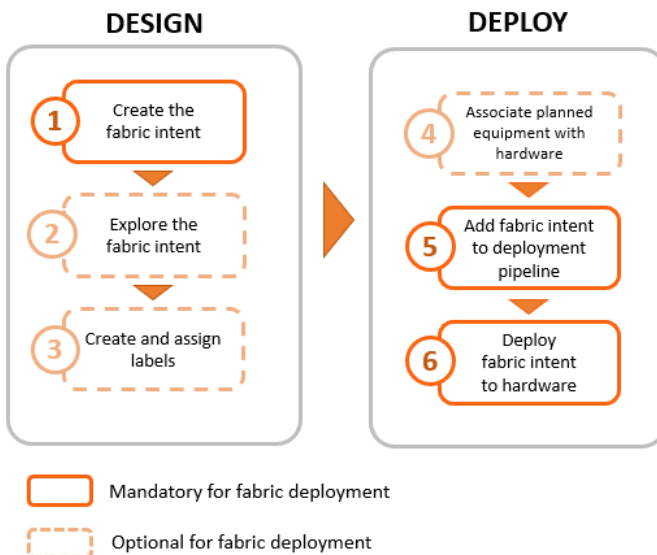 DESIGN
1
Create the
fabric intent
2
Explore the
fabric intent
3
Create and assign
labels
DEPLOY
4
Associate planned
equipment with
hardware
5
Add fabric intent
to deployment
pipeline
6
Deploy
fabric intent
to hardware
Mandatory for fabric deployment
Optional for fabric deployment